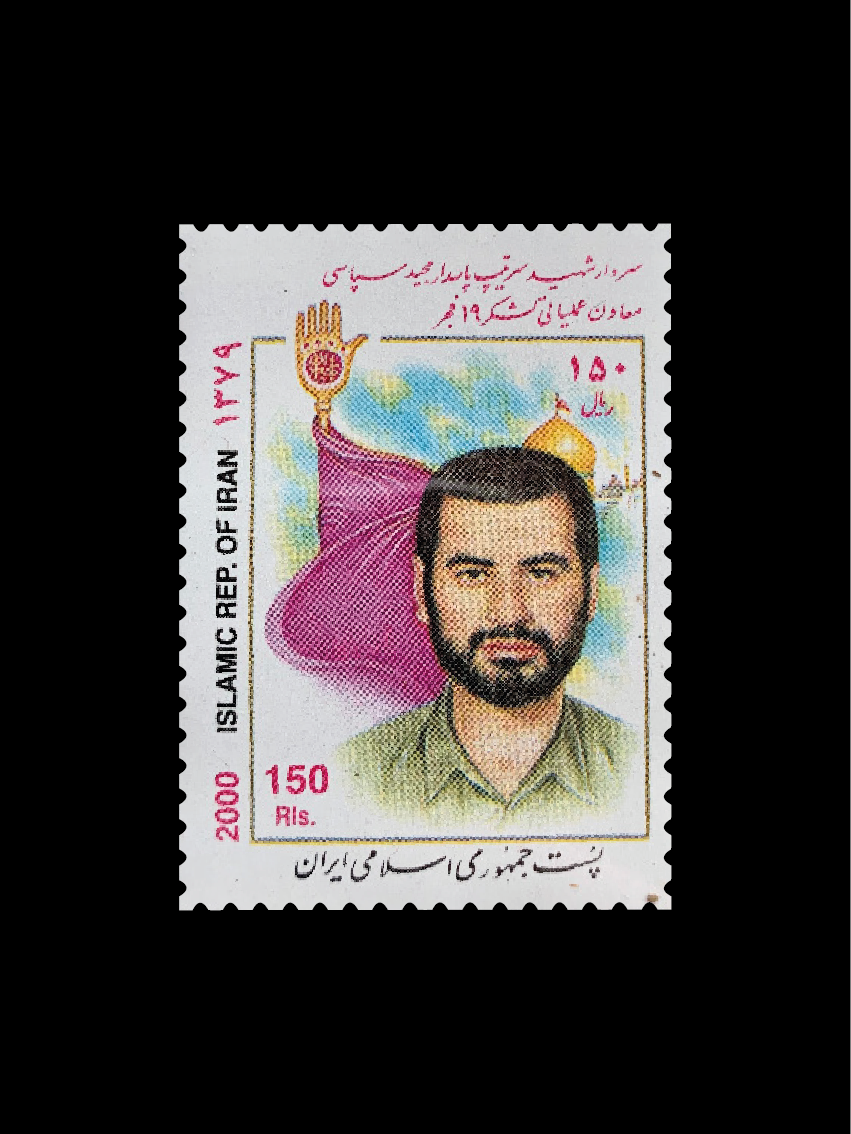 سردار شهید سرتیپ پاسدار مجید سپاسی
معاون عملیاتی لشکر ۱۹ فجر
۱۵۰
ریال
۱۳۷۹
ISLAMIC REP. OF IRAN
2000
150
Rls.
پست جمهوری اسلامی ایران